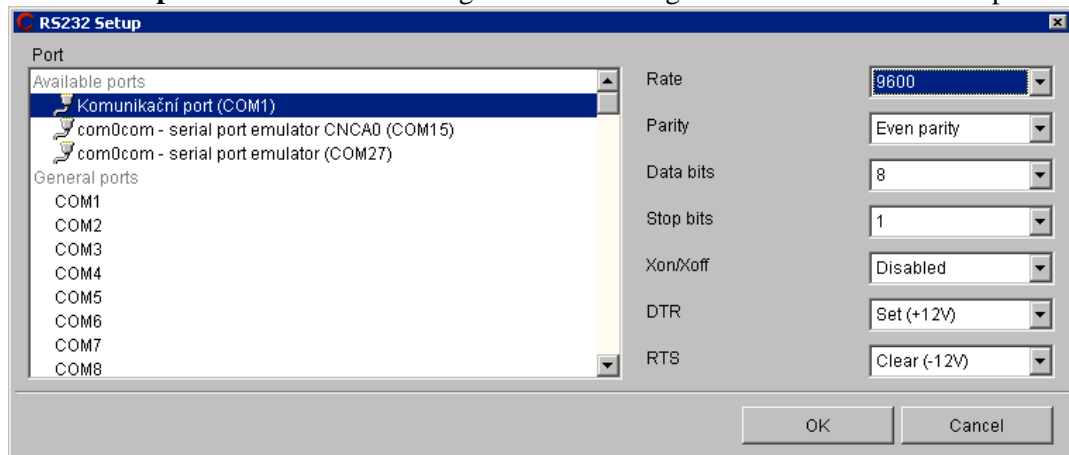 RS232 Setup
Port
Available ports
Komunikační port (COM1)
com0com - serial port emulator CNCA0 (COM15)
com0com - serial port emulator (COM27)
General ports
COM1
COM2
COM3
COM4
COM5
COM6
COM7
COM8
Rate 9600
Parity Even parity
Data bits 8
Stop bits 1
Xon/Xoff Disabled
DTR Set (+12V)
RTS Clear (-12V)
OK Cancel